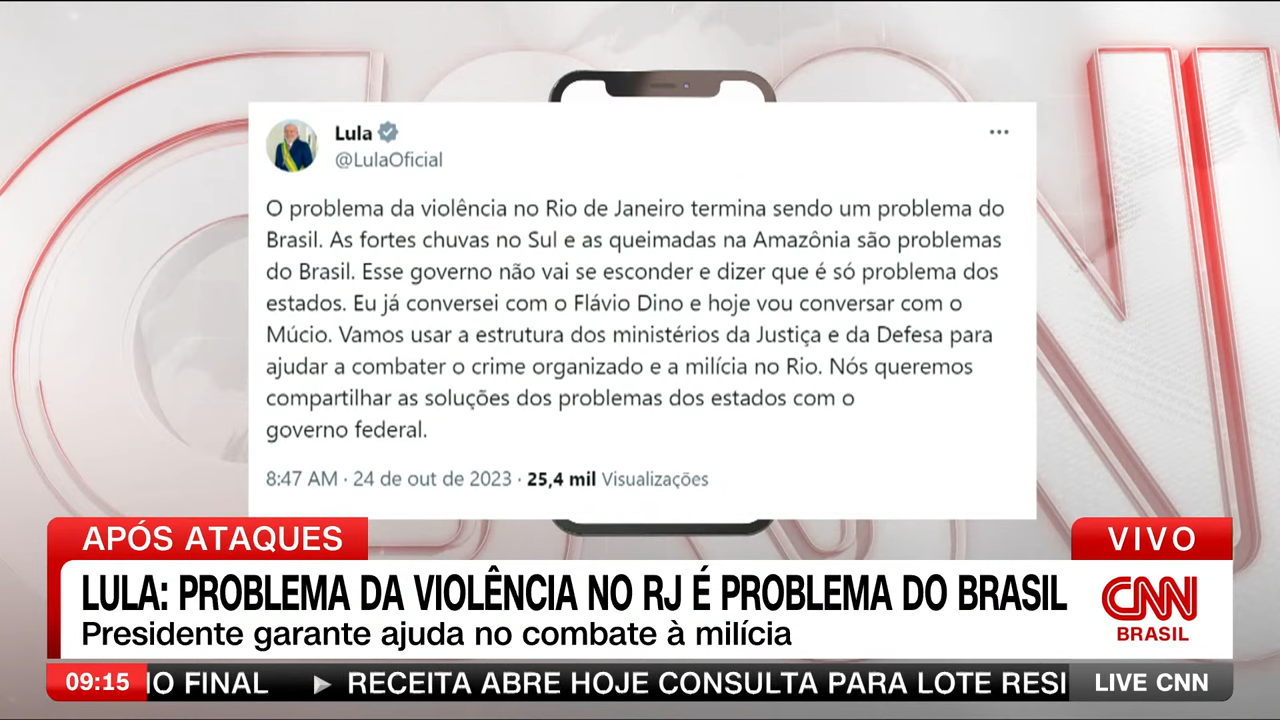 Lula
@LulaOficial
O problema da violência no Rio de Janeiro termina sendo um problema do
Brasil. As fortes chuvas no Sul e as queimadas na Amazônia são problemas
do Brasil. Esse governo não vai se esconder e dizer que é só problema dos
estados. Eu já conversei com o Flávio Dino e hoje vou conversar com o
Múcio. Vamos usar a estrutura dos ministérios da Justiça e da Defesa para
ajudar a combater o crime organizado e a milícia no Rio. Nós queremos
compartilhar as soluções dos problemas dos estados com o
governo federal.
8:47 AM · 24 de out de 2023 · 25,4 mil Visualizações
APÓS ATAQUES
VIVO
LULA: PROBLEMA DA VIOLÊNCIA NO RJ É PROBLEMA DO BRASIL
Presidente garante ajuda no combate à milícia
CNN
BRASIL
09:15
IO FINAL ▶ RECEITA ABRE HOJE CONSULTA PARA LOTE RESI
LIVE CNN